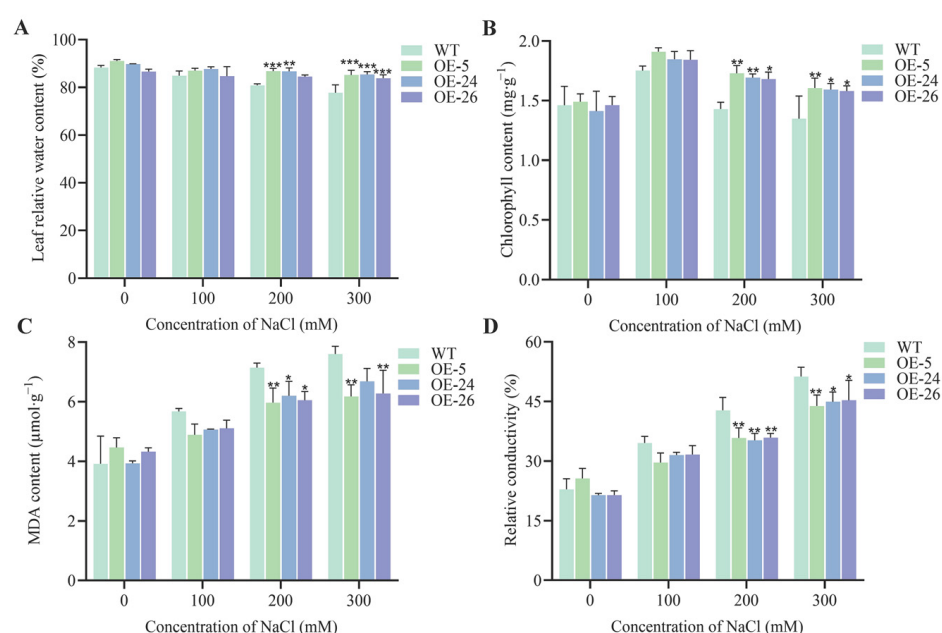 A
Leaf relative water content (%)
100
80
60
40
20
0
*** ** *** *** ***
WT
OE-5
OE-24
OE-26
0 100 200 300
Concentration of NaCl (mM)
B
Chlorophyll content (mg·g⁻¹)
2.0
1.5
1.0
0.5
0.0
** ** * ** * *
WT
OE-5
OE-24
OE-26
0 100 200 300
Concentration of NaCl (mM)
C
MDA content (μmol·g⁻¹)
8
6
4
2
0
** * * ** **
WT
OE-5
OE-24
OE-26
0 100 200 300
Concentration of NaCl (mM)
D
Relative conductivity (%)
60
45
30
15
0
** ** ** ** * *
WT
OE-5
OE-24
OE-26
0 100 200 300
Concentration of NaCl (mM)